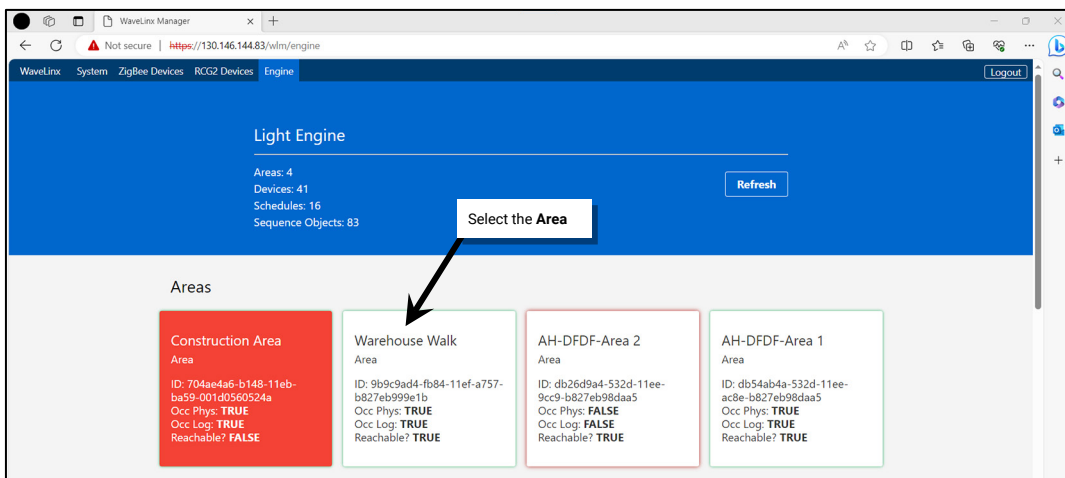 WaveLinx Manager
Not secure | https://130.146.144.83/wlm/engine
WaveLinx System ZigBee Devices RCG2 Devices Engine Logout
Light Engine
Areas: 4
Devices: 41
Schedules: 16
Sequence Objects: 83
Refresh
Select the Area
Areas
Construction Area
Area
ID: 704ae4a6-b148-11eb-
ba59-001d0560524a
Occ Phys: TRUE
Occ Log: TRUE
Reachable? FALSE
Warehouse Walk
Area
ID: 9b9c9ad4-fb84-11ef-a757-
b827eb999e1b
Occ Phys: TRUE
Occ Log: TRUE
Reachable? TRUE
AH-DFDF-Area 2
Area
ID: db26d9a4-532d-11ee-
9cc9-b827eb98daa5
Occ Phys: FALSE
Occ Log: FALSE
Reachable? TRUE
AH-DFDF-Area 1
Area
ID: db54ab4a-532d-11ee-
ac8e-b827eb98daa5
Occ Phys: TRUE
Occ Log: TRUE
Reachable? TRUE